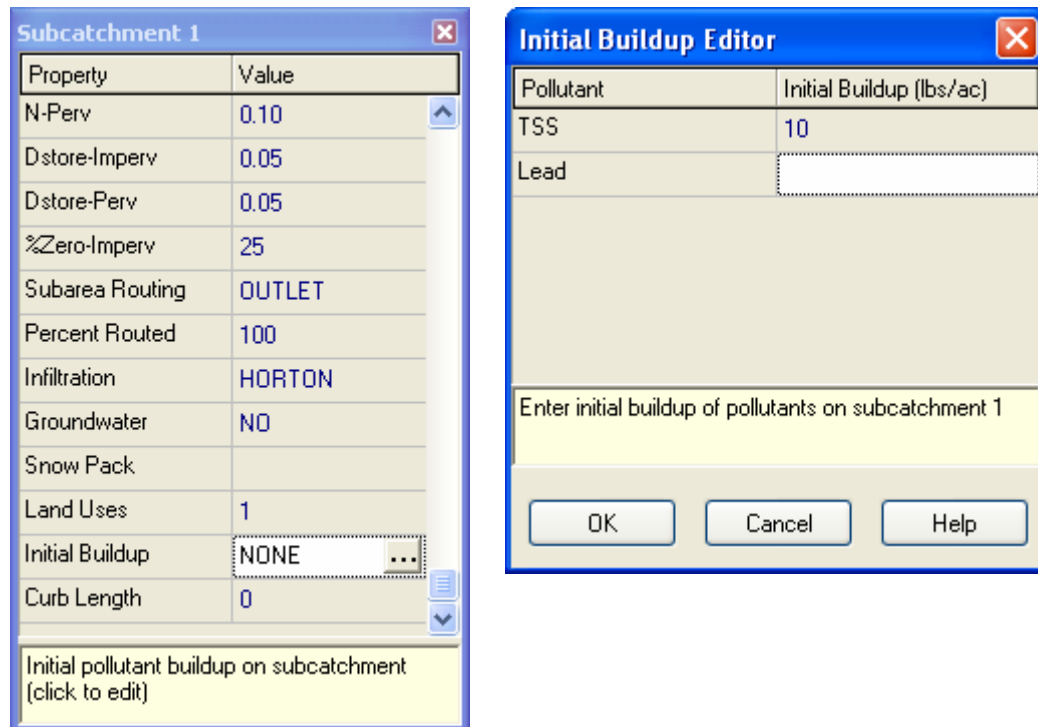 Subcatchment 1
Property Value
N-Perv 0.10
Dstore-Imperv 0.05
Dstore-Perv 0.05
%Zero-Imperv 25
Subarea Routing OUTLET
Percent Routed 100
Infiltration HORTON
Groundwater NO
Snow Pack
Land Uses 1
Initial Buildup NONE ...
Curb Length 0
Initial pollutant buildup on subcatchment
(click to edit)
Initial Buildup Editor
Pollutant Initial Buildup (lbs/ac)
TSS 10
Lead
Enter initial buildup of pollutants on subcatchment 1
OK Cancel Help